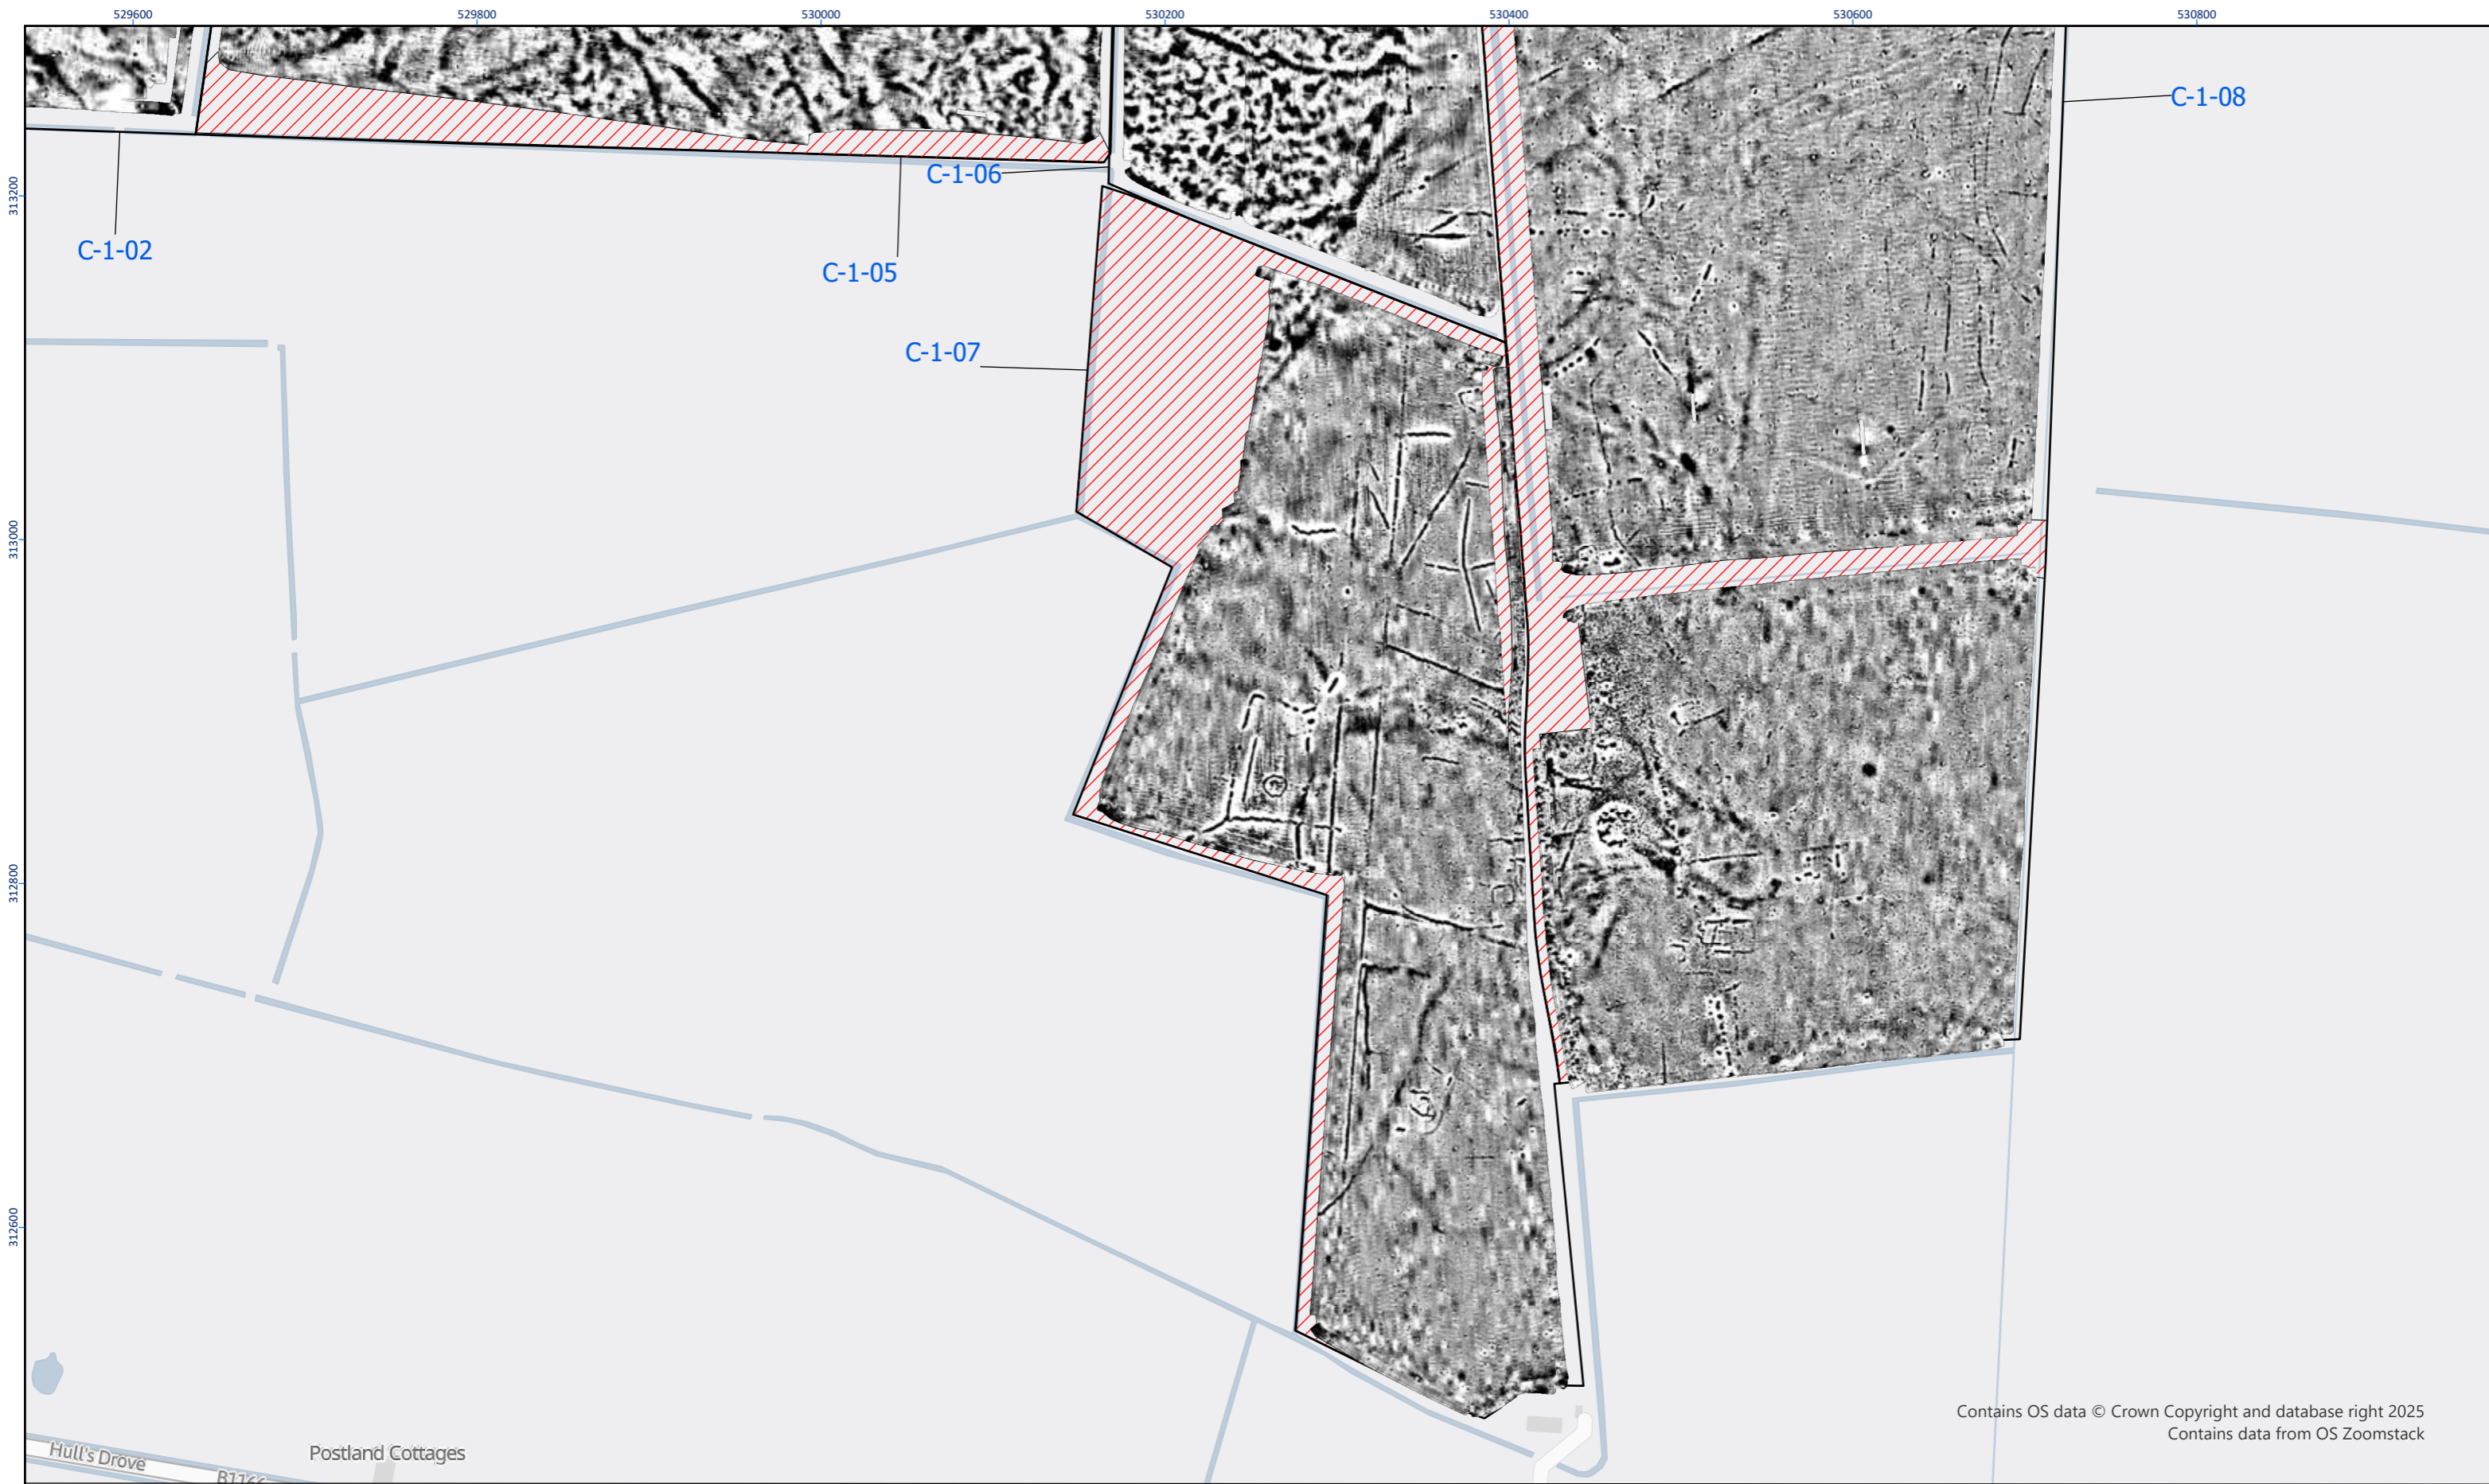 529600
529800
530000
530200
530400
530600
530800
C-1-08
313200
C-1-06
C-1-02
C-1-05
C-1-07
313000
312800
312600
Contains OS data © Crown Copyright and database right 2025
Contains data from OS Zoomstack
Hull's Drove
Postland Cottages